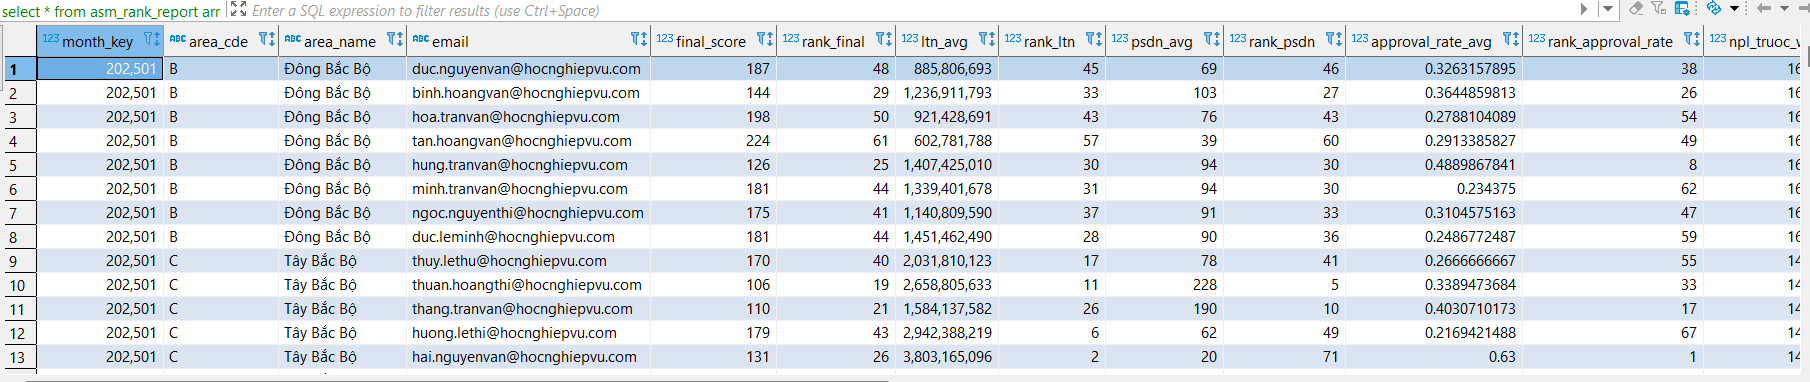 select * from asm_rank_report arr Enter a SQL expression to filter results (use Ctrl+Space)
123 month_key ABC area_cde ABC area_name ABC email 123 final_score 123 rank_final 123 ltn_avg 123 rank_ltn 123 psdn_avg 123 rank_psdn 123 approval_rate_avg 123 rank_approval_rate 123 npl_truoc_v
1 202,501 B Đông Bắc Bộ duc.nguyenvan@hocnghiepvu.com 187 48 885,806,693 45 69 46 0.3263157895 38 16
2 202,501 B Đông Bắc Bộ binh.hoangvan@hocnghiepvu.com 144 29 1,236,911,793 33 103 27 0.3644859813 26 16
3 202,501 B Đông Bắc Bộ hoa.tranvan@hocnghiepvu.com 198 50 921,428,691 43 76 43 0.2788104089 54 16
4 202,501 B Đông Bắc Bộ tan.hoangvan@hocnghiepvu.com 224 61 602,781,788 57 39 60 0.2913385827 49 16
5 202,501 B Đông Bắc Bộ hung.tranvan@hocnghiepvu.com 126 25 1,407,425,010 30 94 30 0.4889867841 8 16
6 202,501 B Đông Bắc Bộ minh.tranvan@hocnghiepvu.com 181 44 1,339,401,678 31 94 30 0.234375 62 16
7 202,501 B Đông Bắc Bộ ngoc.nguyenthi@hocnghiepvu.com 175 41 1,140,809,590 37 91 33 0.3104575163 47 16
8 202,501 B Đông Bắc Bộ duc.leminh@hocnghiepvu.com 181 44 1,451,462,490 28 90 36 0.2486772487 59 16
9 202,501 C Tây Bắc Bộ thuy.lethu@hocnghiepvu.com 170 40 2,031,810,123 17 78 41 0.2666666667 55 14
10 202,501 C Tây Bắc Bộ thuan.hoangthi@hocnghiepvu.com 106 19 2,658,805,633 11 228 5 0.3389473684 33 14
11 202,501 C Tây Bắc Bộ thang.tranvan@hocnghiepvu.com 110 21 1,584,137,582 26 190 10 0.4030710173 17 14
12 202,501 C Tây Bắc Bộ huong.lethi@hocnghiepvu.com 179 43 2,942,388,219 6 62 49 0.2169421488 67 14
13 202,501 C Tây Bắc Bộ hai.nguyenvan@hocnghiepvu.com 131 26 3,803,165,096 2 20 71 0.63 1 14